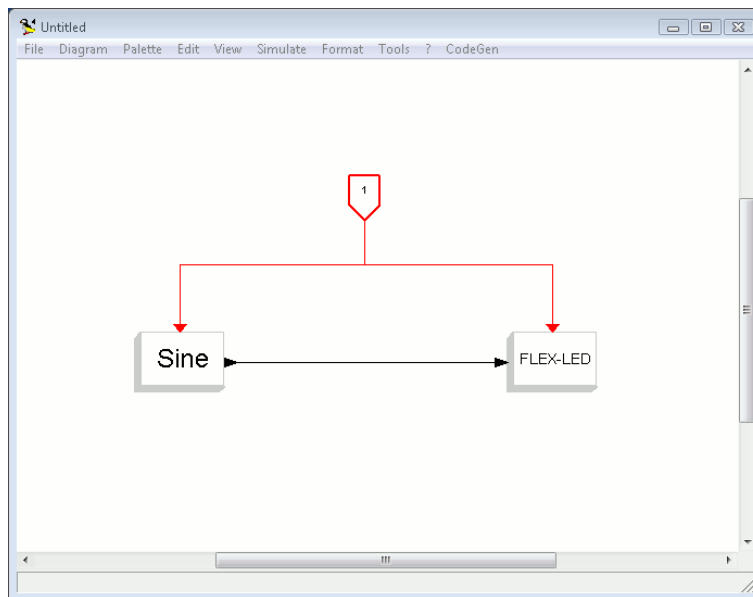 Untitled
File Diagram Palette Edit View Simulate Format Tools ? CodeGen
1
Sine
FLEX-LED